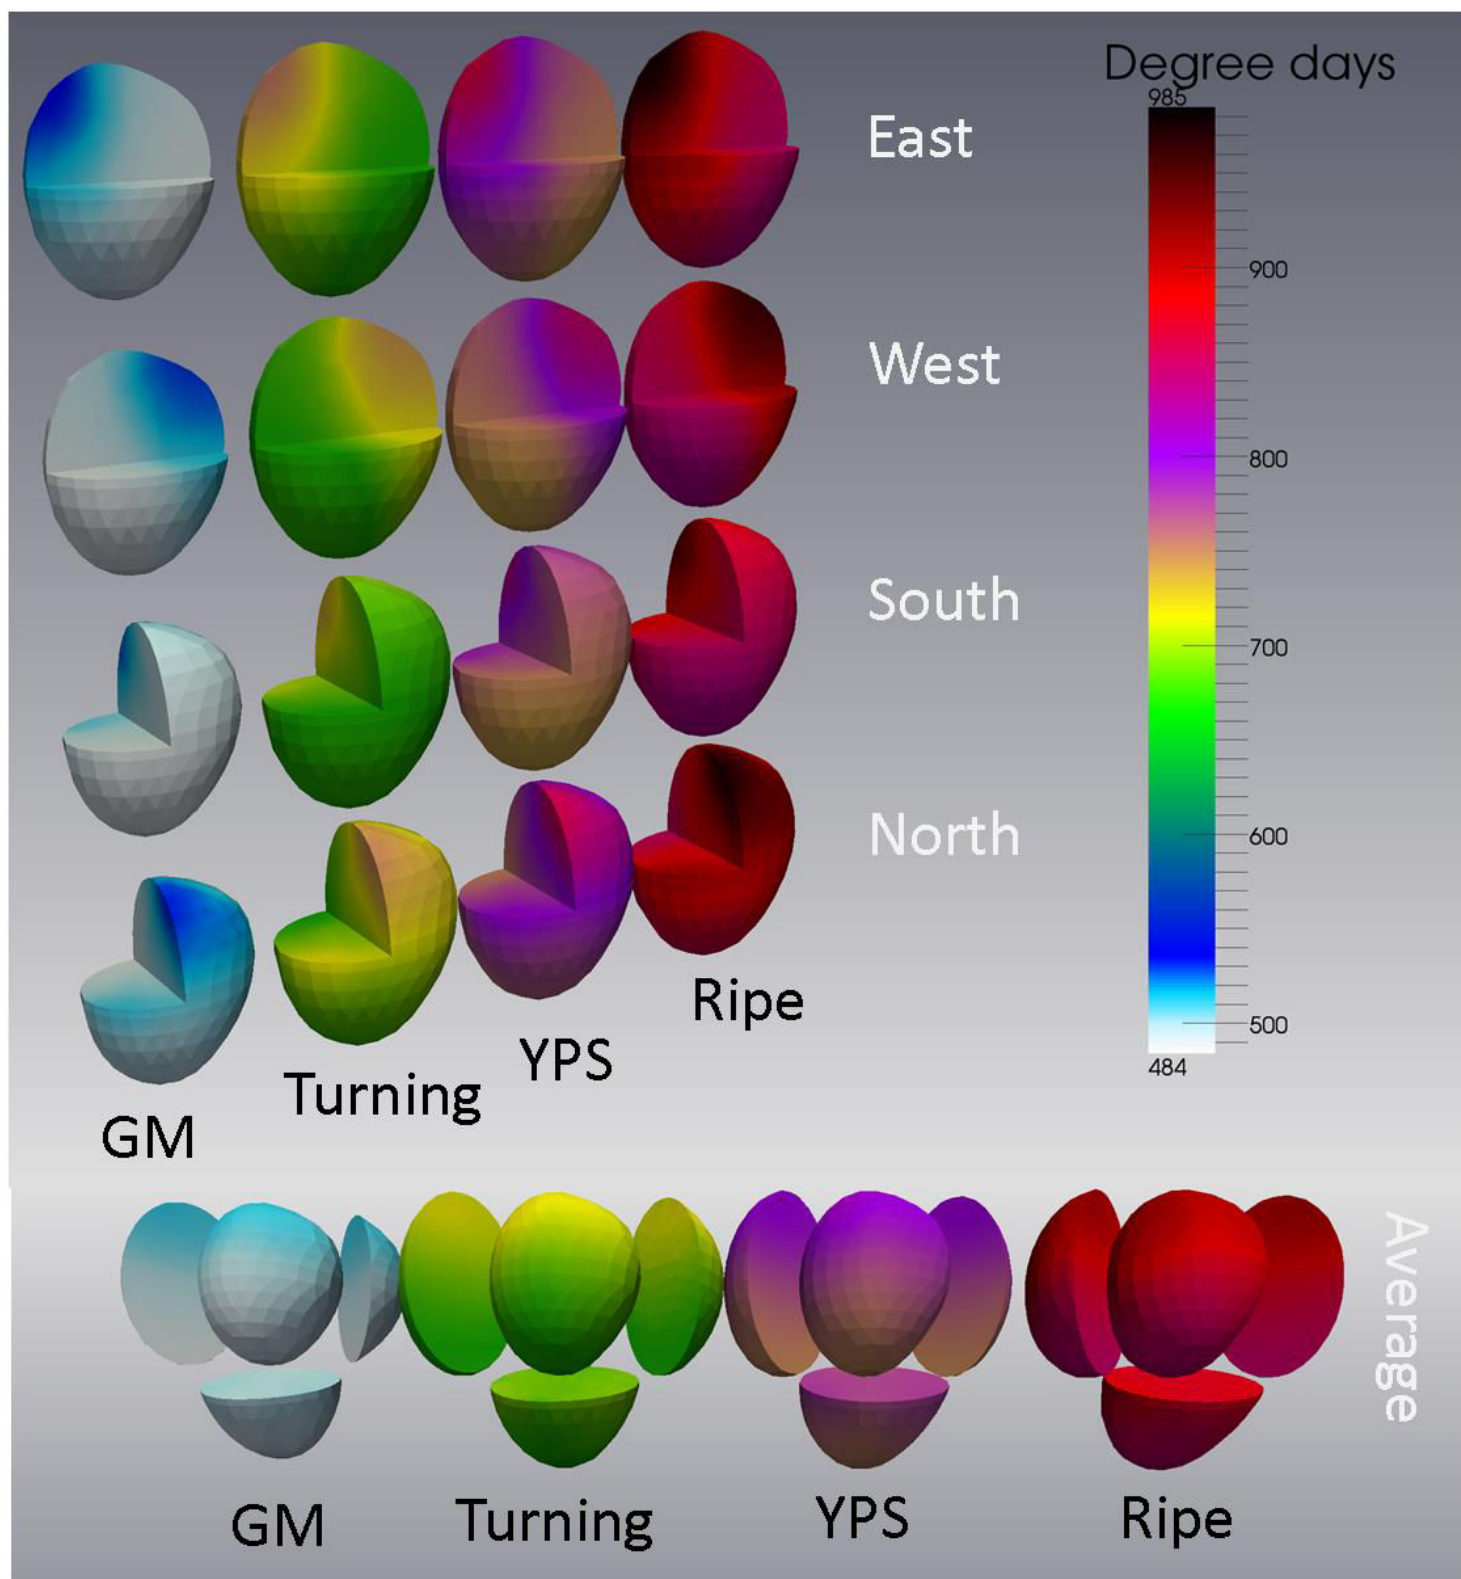 Degree days
985
East
900
West
800
South
700
North
600
Ripe
500
YPS
484
Turning
GM
Average
GM
Turning
YPS
Ripe